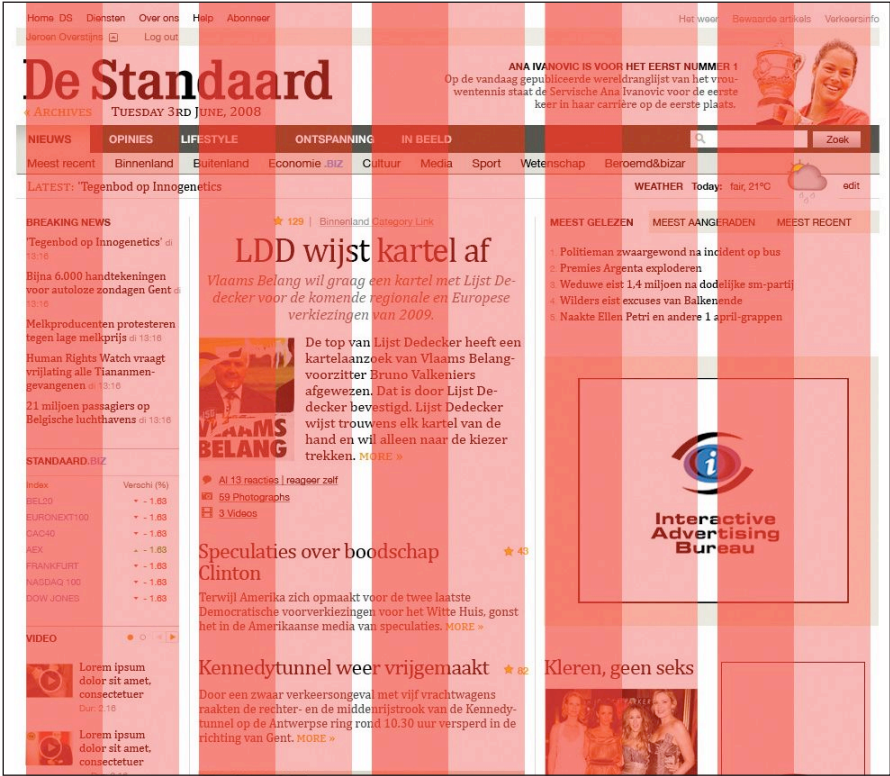 Home DS Diensten Over ons Help Abonneer
Het weer Bewaarde artikels Verkeersinfo
Jeroen Overstijns Log out
De Standaard
« ARCHIVES TUESDAY 3RD JUNE, 2008
ANA IVANOVIC IS VOOR HET EERST NUMMER 1
Op de vandaag gepubliceerde wereldranglijst van het vrou-
wentennis staat de Servische Ana Ivanovic voor de eerste
keer in haar carrière op de eerste plaats.
NIEUWS OPINIES LIFESTYLE ONTSPANNING IN BEELD
Zoek
Meest recent Binnenland Buitenland Economie .BIZ Cultuur Media Sport Wetenschap Beroemd&bizar
LATEST: 'Tegenbod op Innogenetics
WEATHER Today: fair, 21°C edit
BREAKING NEWS
'Tegenbod op Innogenetics' di
13:16
Bijna 6.000 handtekeningen
voor autoloze zondagen Gent di
13:16
Melkproducenten protesteren
tegen lage melkprijs di 13:16
Human Rights Watch vraagt
vrijlating alle Tiananmen-
gevangenen di 13:16
21 miljoen passagiers op
Belgische luchthavens di 13:16
STANDAARD.BIZ
Index Verschi (%)
BEL20 - 1.63
EURONEXT100 - 1.63
CAC40 - 1.63
AEX - 1.63
FRANKFURT - 1.63
NASDAQ 100 - 1.63
DOW JONES - 1.63
VIDEO
Lorem ipsum
dolor sit amet,
consectetuer
Dur: 2.16
Lorem ipsum
dolor sit amet,
consectetuer
129 | Binnenland Category Link
LDD wijst kartel af
Vlaams Belang wil graag een kartel met Lijst De-
decker voor de komende regionale en Europese
verkiezingen van 2009.
VLAAMS
BELANG
De top van Lijst Dedecker heeft een
kartelaanzoek van Vlaams Belang-
voorzitter Bruno Valkeniers
afgewezen. Dat is door Lijst De-
decker bevestigd. Lijst Dedecker
wijst trouwens elk kartel van de
hand en wil alleen naar de kiezer
trekken. MORE »
Al 13 reacties | reageer zelf
59 Photographs
3 Videos
Speculaties over boodschap
Clinton
43
Terwijl Amerika zich opmaakt voor de twee laatste
Democratische voorverkiezingen voor het Witte Huis, gonst
het in de Amerikaanse media van speculaties. MORE »
Kennedytunnel weer vrijgemaakt 82
Door een zwaar verkeersongeval met vijf vrachtwagens
raakten de rechter- en de middenrijstrook van de Kennedy-
tunnel op de Antwerpse ring rond 10.30 uur versperd in de
richting van Gent. MORE »
MEEST GELEZEN MEEST AANGERADEN MEEST RECENT
1. Politieman zwaargewond na incident op bus
2. Premies Argenta exploderen
3. Weduwe eist 1,4 miljoen na dodelijke sm-partij
4. Wilders eist excuses van Balkenende
5. Naakte Ellen Petri en andere 1 april-grappen
i
Interactive
Advertising
Bureau
Kleren, geen seks